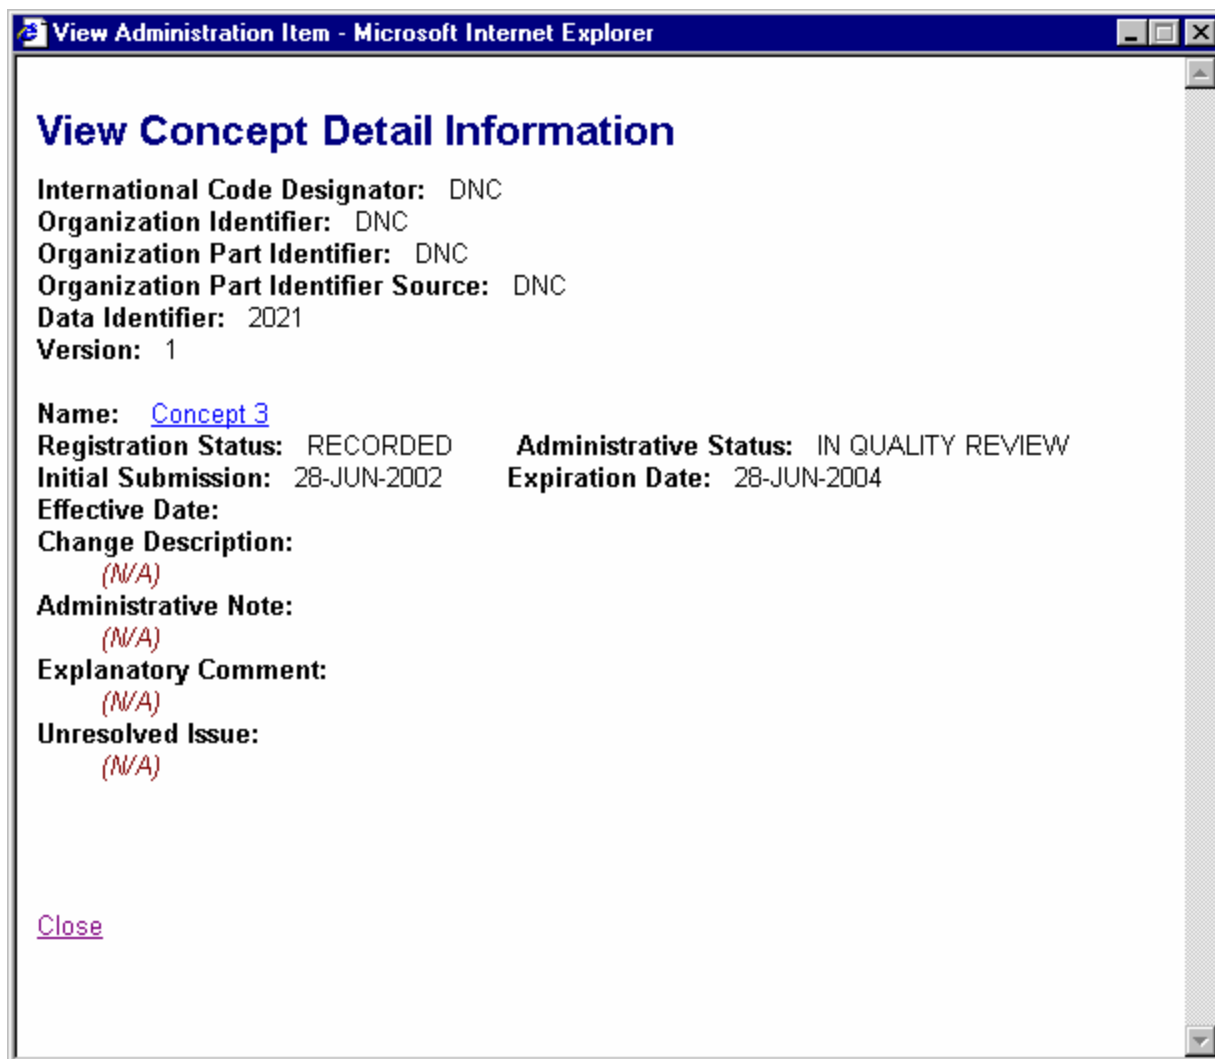 View Administration Item - Microsoft Internet Explorer
View Concept Detail Information
International Code Designator: DNC
Organization Identifier: DNC
Organization Part Identifier: DNC
Organization Part Identifier Source: DNC
Data Identifier: 2021
Version: 1
Name: Concept 3
Registration Status: RECORDED Administrative Status: IN QUALITY REVIEW
Initial Submission: 28-JUN-2002 Expiration Date: 28-JUN-2004
Effective Date:
Change Description:
(N/A)
Administrative Note:
(N/A)
Explanatory Comment:
(N/A)
Unresolved Issue:
(N/A)
Close